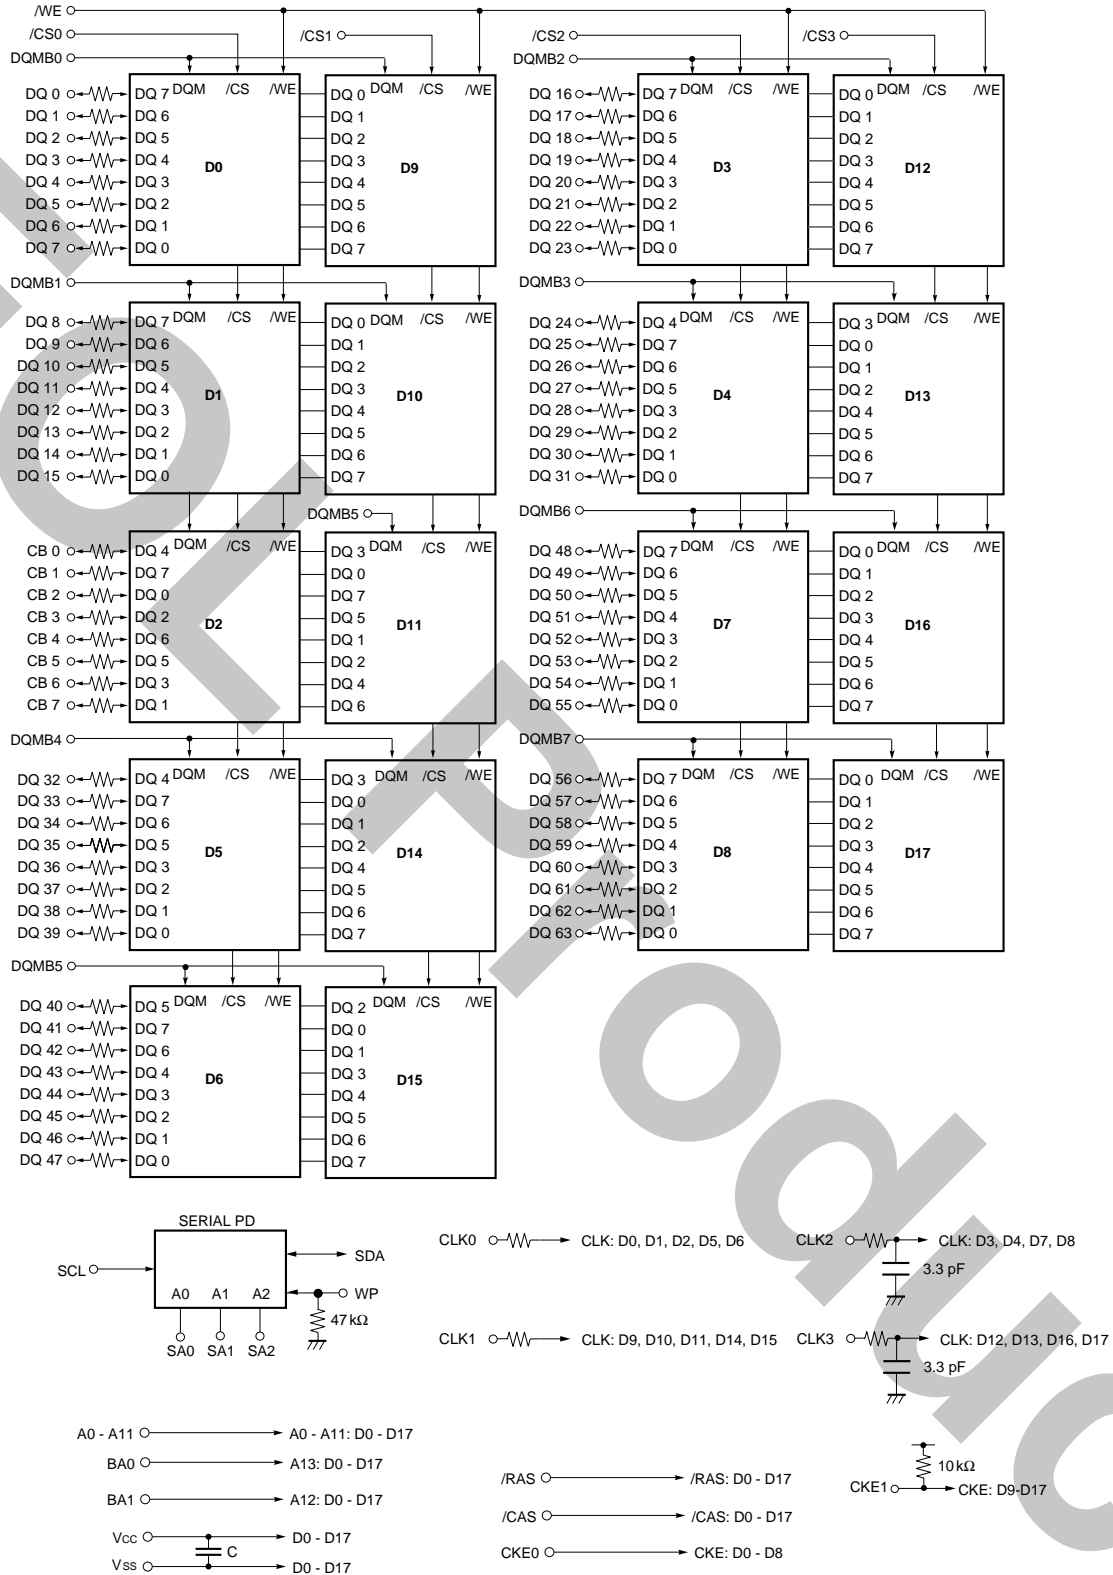 /WE
/CS0 /CS1 /CS2 /CS3
DQMB0 DQMB2
DQM /CS /WE DQM /CS /WE DQM /CS /WE DQM /CS /WE
DQ 0 DQ 7 DQ 0 DQ 16 DQ 7 DQ 0
DQ 1 DQ 6 DQ 1 DQ 17 DQ 6 DQ 1
DQ 2 DQ 5 DQ 2 DQ 18 DQ 5 DQ 2
DQ 3 DQ 4 D0 DQ 3 D9 DQ 19 DQ 4 D3 DQ 3 D12
DQ 4 DQ 3 DQ 4 DQ 20 DQ 3 DQ 4
DQ 5 DQ 2 DQ 5 DQ 21 DQ 2 DQ 5
DQ 6 DQ 1 DQ 6 DQ 22 DQ 1 DQ 6
DQ 7 DQ 0 DQ 7 DQ 23 DQ 0 DQ 7
DQMB1 DQMB3
DQM /CS /WE DQM /CS /WE DQM /CS /WE DQM /CS /WE
DQ 8 DQ 7 DQ 0 DQ 24 DQ 4 DQ 3
DQ 9 DQ 6 DQ 1 DQ 25 DQ 7 DQ 0
DQ 10 DQ 5 DQ 2 DQ 26 DQ 6 DQ 1
DQ 11 DQ 4 D1 DQ 3 D10 DQ 27 DQ 5 D4 DQ 2 D13
DQ 12 DQ 3 DQ 4 DQ 28 DQ 3 DQ 4
DQ 13 DQ 2 DQ 5 DQ 29 DQ 2 DQ 5
DQ 14 DQ 1 DQ 6 DQ 30 DQ 1 DQ 6
DQ 15 DQ 0 DQ 7 DQ 31 DQ 0 DQ 7
DQMB5 DQMB6
DQM /CS /WE DQM /CS /WE DQM /CS /WE DQM /CS /WE
CB 0 DQ 4 DQ 3 DQ 48 DQ 7 DQ 0
CB 1 DQ 7 DQ 0 DQ 49 DQ 6 DQ 1
CB 2 DQ 0 DQ 7 DQ 50 DQ 5 DQ 2
CB 3 DQ 2 D2 DQ 5 D11 DQ 51 DQ 4 D7 DQ 3 D16
CB 4 DQ 6 DQ 1 DQ 52 DQ 3 DQ 4
CB 5 DQ 5 DQ 2 DQ 53 DQ 2 DQ 5
CB 6 DQ 3 DQ 4 DQ 54 DQ 1 DQ 6
CB 7 DQ 1 DQ 6 DQ 55 DQ 0 DQ 7
DQMB4 DQMB7
DQM /CS /WE DQM /CS /WE DQM /CS /WE DQM /CS /WE
DQ 32 DQ 4 DQ 3 DQ 56 DQ 7 DQ 0
DQ 33 DQ 7 DQ 0 DQ 57 DQ 6 DQ 1
DQ 34 DQ 6 DQ 1 DQ 58 DQ 5 DQ 2
DQ 35 DQ 5 D5 DQ 2 D14 DQ 59 DQ 4 D8 DQ 3 D17
DQ 36 DQ 3 DQ 4 DQ 60 DQ 3 DQ 4
DQ 37 DQ 2 DQ 5 DQ 61 DQ 2 DQ 5
DQ 38 DQ 1 DQ 6 DQ 62 DQ 1 DQ 6
DQ 39 DQ 0 DQ 7 DQ 63 DQ 0 DQ 7
DQMB5
DQM /CS /WE DQM /CS /WE
DQ 40 DQ 5 DQ 2
DQ 41 DQ 7 DQ 0
DQ 42 DQ 6 DQ 1
DQ 43 DQ 4 D6 DQ 3 D15
DQ 44 DQ 3 DQ 4
DQ 45 DQ 2 DQ 5
DQ 46 DQ 1 DQ 6
DQ 47 DQ 0 DQ 7
SERIAL PD
SCL SDA
A0 A1 A2 WP
47 kΩ
SA0 SA1 SA2
CLK0 CLK: D0, D1, D2, D5, D6 CLK2 CLK: D3, D4, D7, D8
3.3 pF
CLK1 CLK: D9, D10, D11, D14, D15 CLK3 CLK: D12, D13, D16, D17
3.3 pF
A0 - A11 A0 - A11: D0 - D17
BA0 A13: D0 - D17
BA1 A12: D0 - D17
Vcc D0 - D17
C
Vss D0 - D17
/RAS /RAS: D0 - D17
/CAS /CAS: D0 - D17
CKE0 CKE: D0 - D8
10 kΩ
CKE1 CKE: D9-D17
L Produc